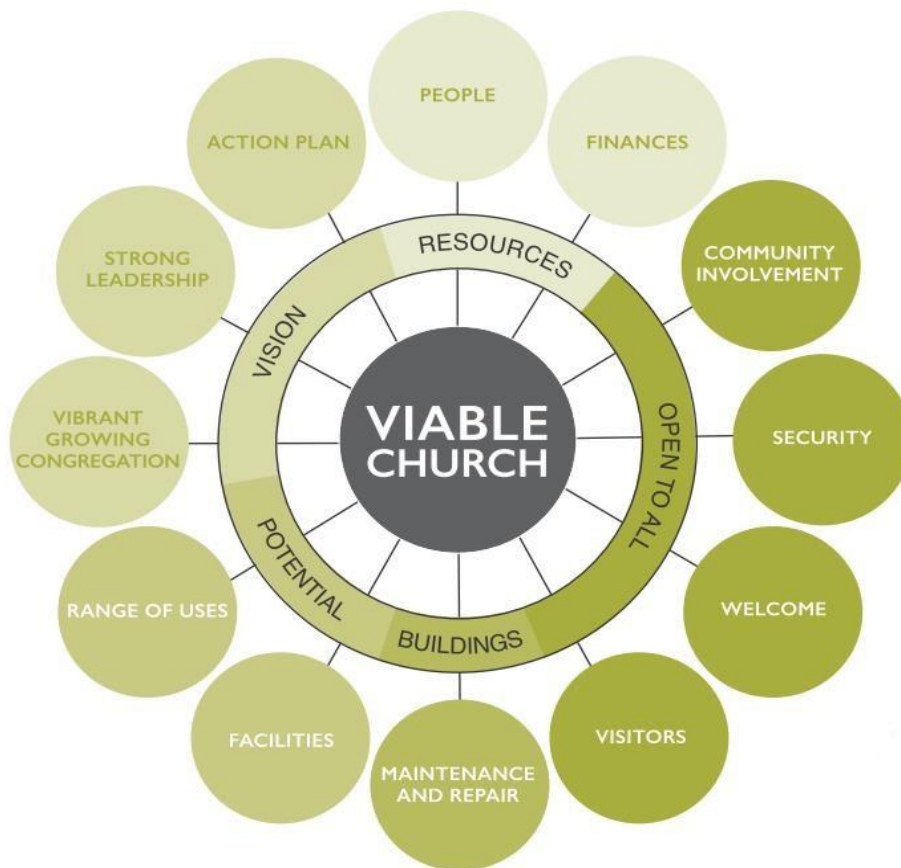 PEOPLE
FINANCES
COMMUNITY
INVOLVEMENT
SECURITY
WELCOME
VISITORS
MAINTENANCE
AND REPAIR
FACILITIES
RANGE OF USES
VIBRANT
GROWING
CONGREGATION
STRONG
LEADERSHIP
ACTION PLAN
RESOURCES
OPEN TO ALL
BUILDINGS
POTENTIAL
VISION
VIABLE
CHURCH